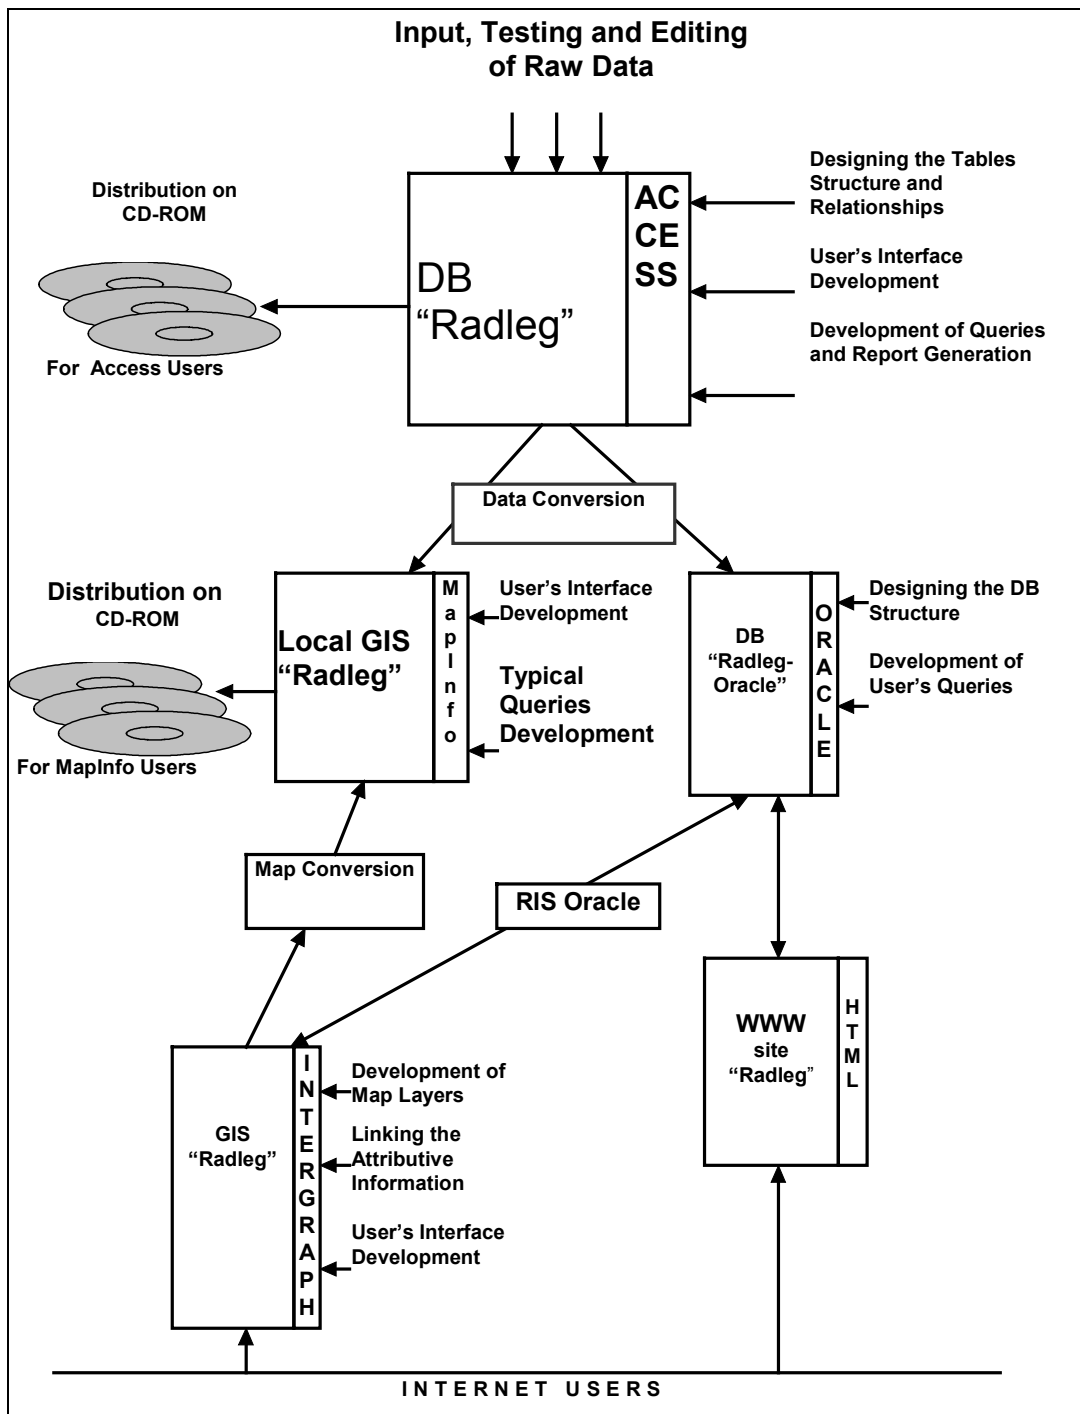 Input, Testing and Editing
of Raw Data
Distribution on
CD-ROM
For Access Users
DB
“Radleg”
AC
CE
SS
Designing the Tables
Structure and
Relationships
User’s Interface
Development
Development of Queries
and Report Generation
Data Conversion
Distribution on
CD-ROM
For MapInfo Users
Local GIS
“Radleg”
M
a
p
I
n
f
o
User’s Interface
Development
Typical
Queries
Development
DB
“Radleg-
Oracle”
O
R
A
C
L
E
Designing the DB
Structure
Development of
User’s Queries
Map Conversion
RIS Oracle
WWW
site
“Radleg”
H
T
M
L
GIS
“Radleg”
I
N
T
E
R
G
R
A
P
H
Development of
Map Layers
Linking the
Attributive
Information
User’s Interface
Development
INTERNET USERS